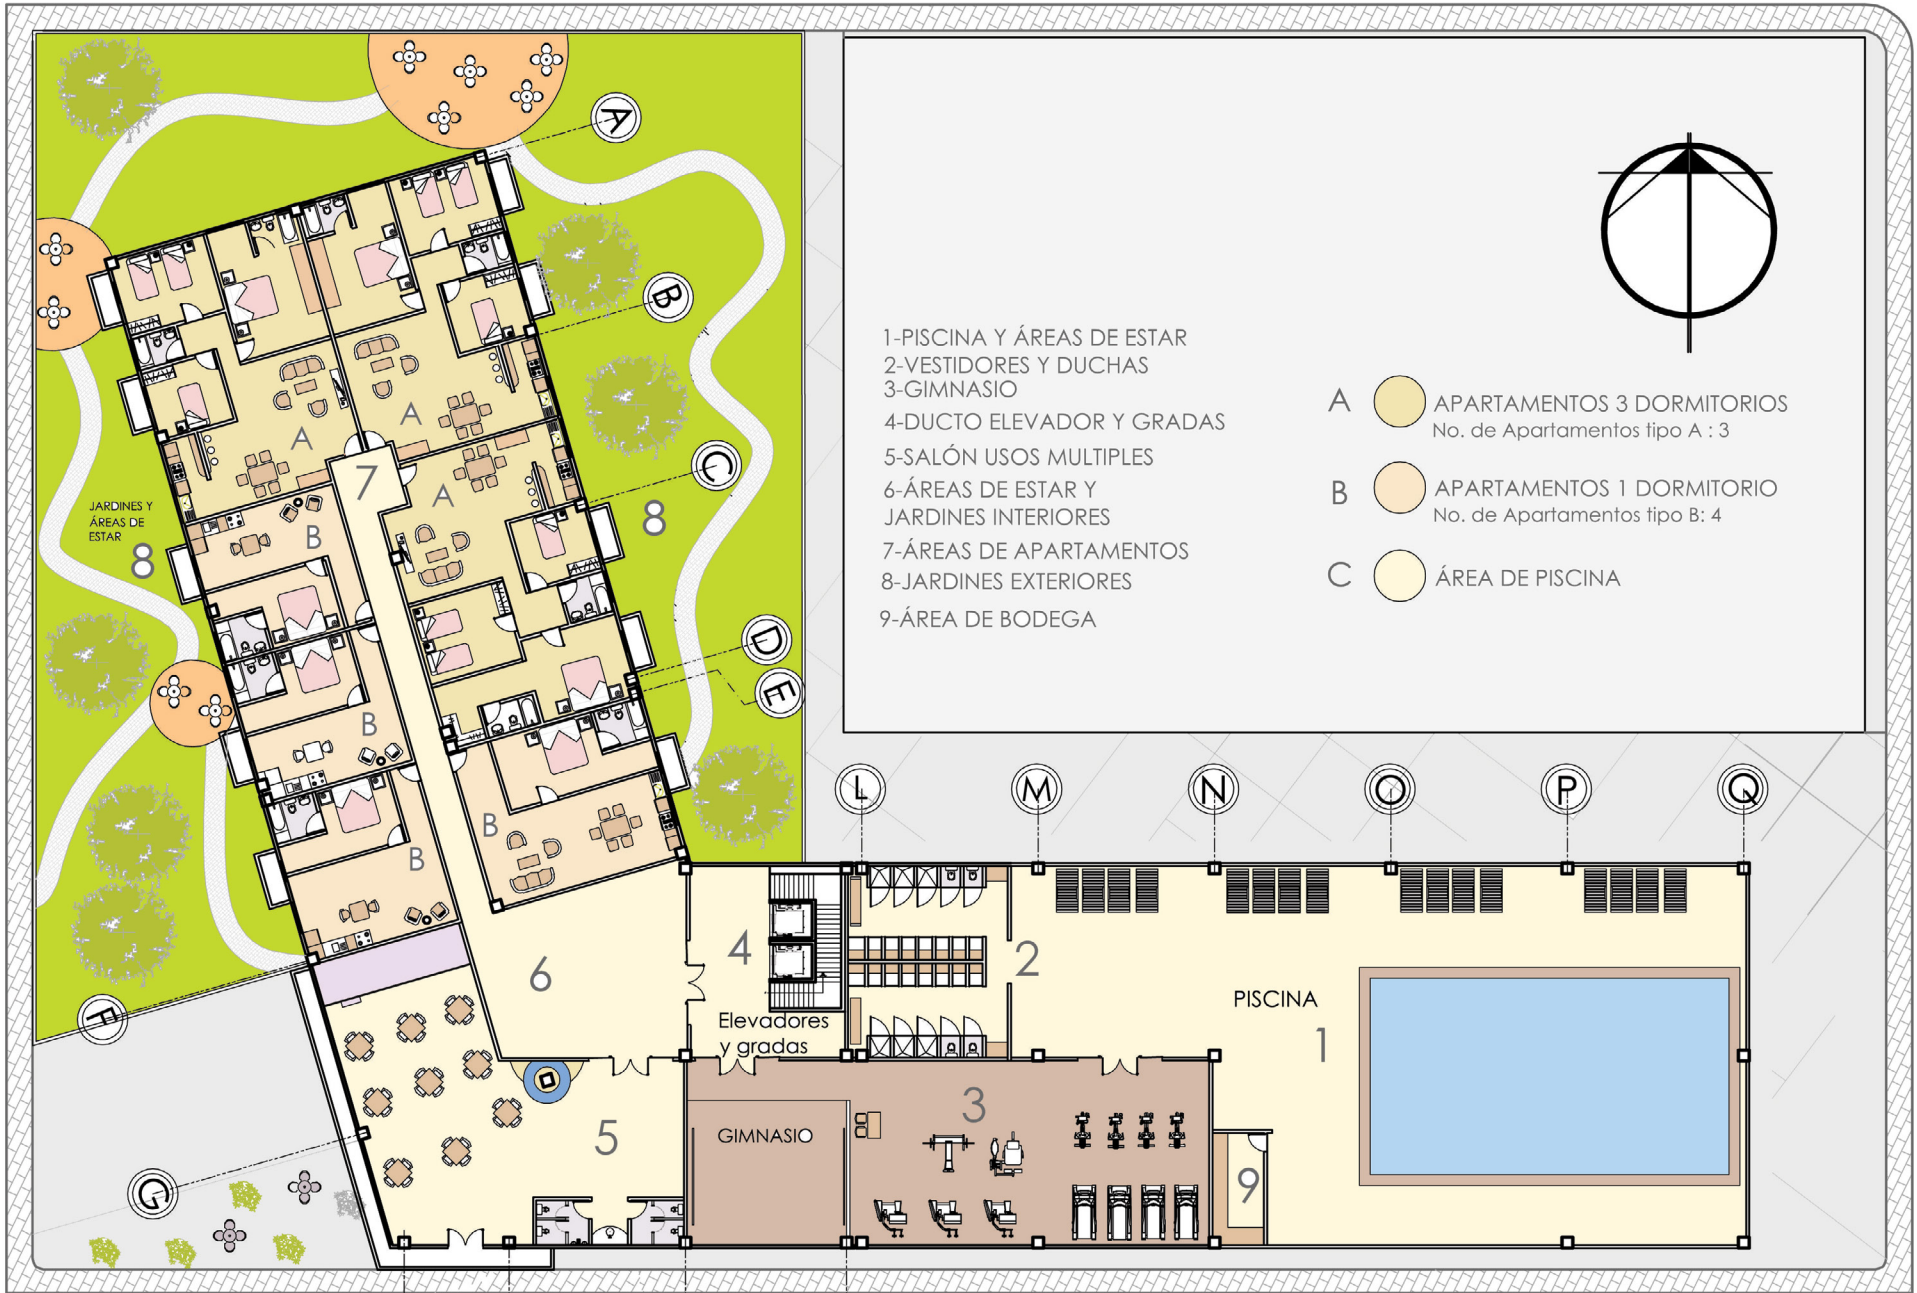 A
B
C
D
E
F
G
L
M
N
O
P
Q
1-PISCINA Y ÁREAS DE ESTAR
2-VESTIDORES Y DUCHAS
3-GIMNASIO
4-DUCTO ELEVADOR Y GRADAS
5-SALÓN USOS MULTIPLES
6-ÁREAS DE ESTAR Y
JARDINES INTERIORES
7-ÁREAS DE APARTAMENTOS
8-JARDINES EXTERIORES
9-ÁREA DE BODEGA
A
APARTAMENTOS 3 DORMITORIOS
No. de Apartamentos tipo A : 3
B
APARTAMENTOS 1 DORMITORIO
No. de Apartamentos tipo B: 4
C
ÁREA DE PISCINA
A
A
A
7
B
B
B
B
JARDINES Y
ÁREAS DE
ESTAR
8
8
6
4
Elevadores
y gradas
2
PISCINA
1
3
GIMNASIO
5
9